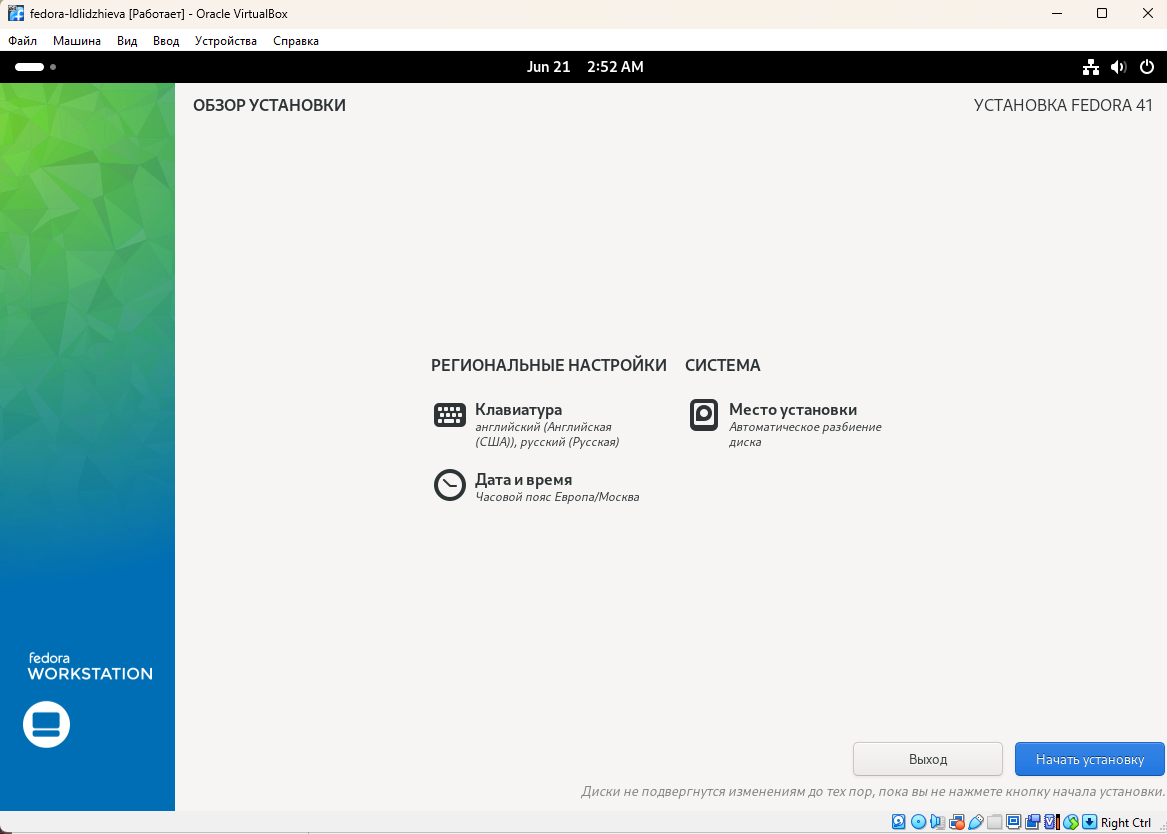 fedora-ldlidzhieva [Работает] - Oracle VirtualBox
Файл Машина Вид Ввод Устройства Справка
Jun 21 2:52 AM
ОБЗОР УСТАНОВКИ
УСТАНОВКА FEDORA 41
РЕГИОНАЛЬНЫЕ НАСТРОЙКИ
Клавиатура
английский (Английская
(США)), русский (Русская)
Дата и время
Часовой пояс Европа/Москва
СИСТЕМА
Место установки
Автоматическое разбиение
диска
fedora
WORKSTATION
Выход
Начать установку
Диски не подвергнутся изменениям до тех пор, пока вы не нажмете кнопку начала установки.
Right Ctrl